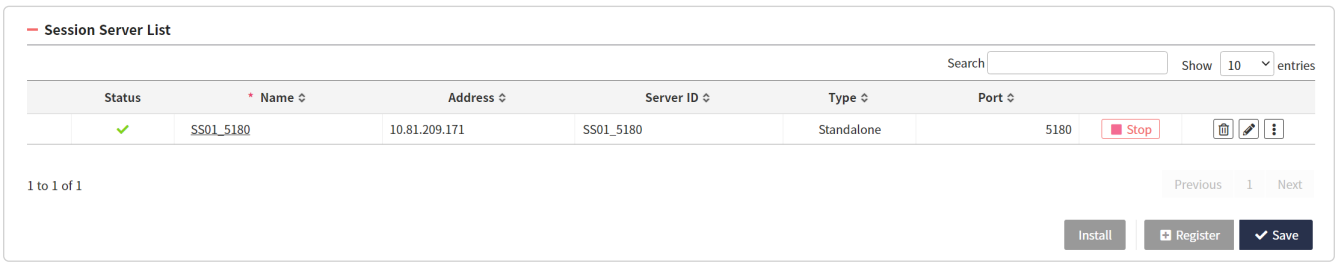 Session Server List
Search Show 10 entries
Status * Name Address Server ID Type Port
SS01_5180 10.81.209.171 SS01_5180 Standalone 5180 Stop
1 to 1 of 1
Previous 1 Next
Install Register Save